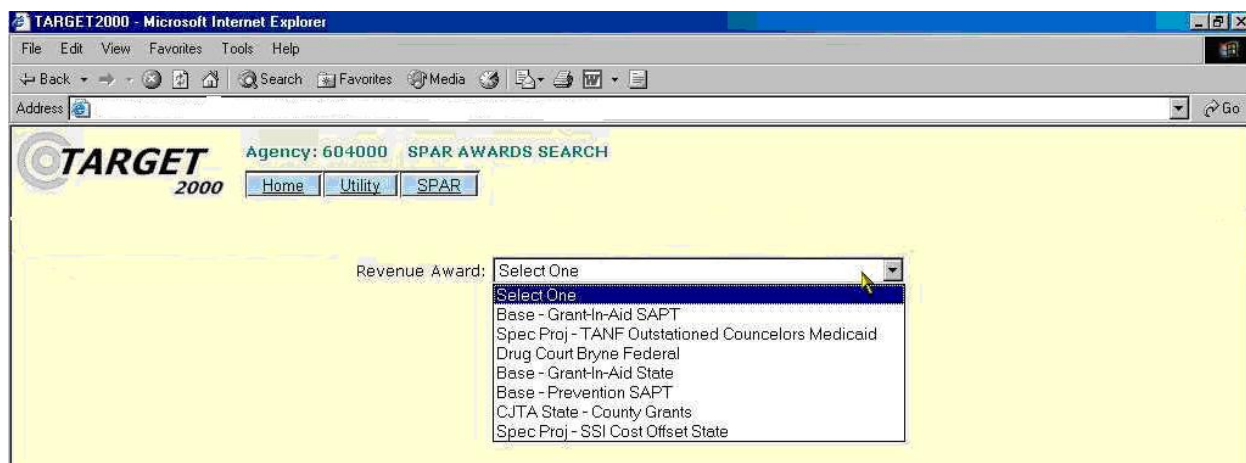 TARGET2000 - Microsoft Internet Explorer
File Edit View Favorites Tools Help
Back Search Favorites Media
Address Go
TARGET 2000
Agency: 604000 SPAR AWARDS SEARCH
Home Utility SPAR
Revenue Award: Select One
Select One
Base - Grant-In-Aid SAPT
Spec Proj - TANF Outstationed Councelors Medicaid
Drug Court Bryne Federal
Base - Grant-In-Aid State
Base - Prevention SAPT
CJTA State - County Grants
Spec Proj - SSI Cost Offset State